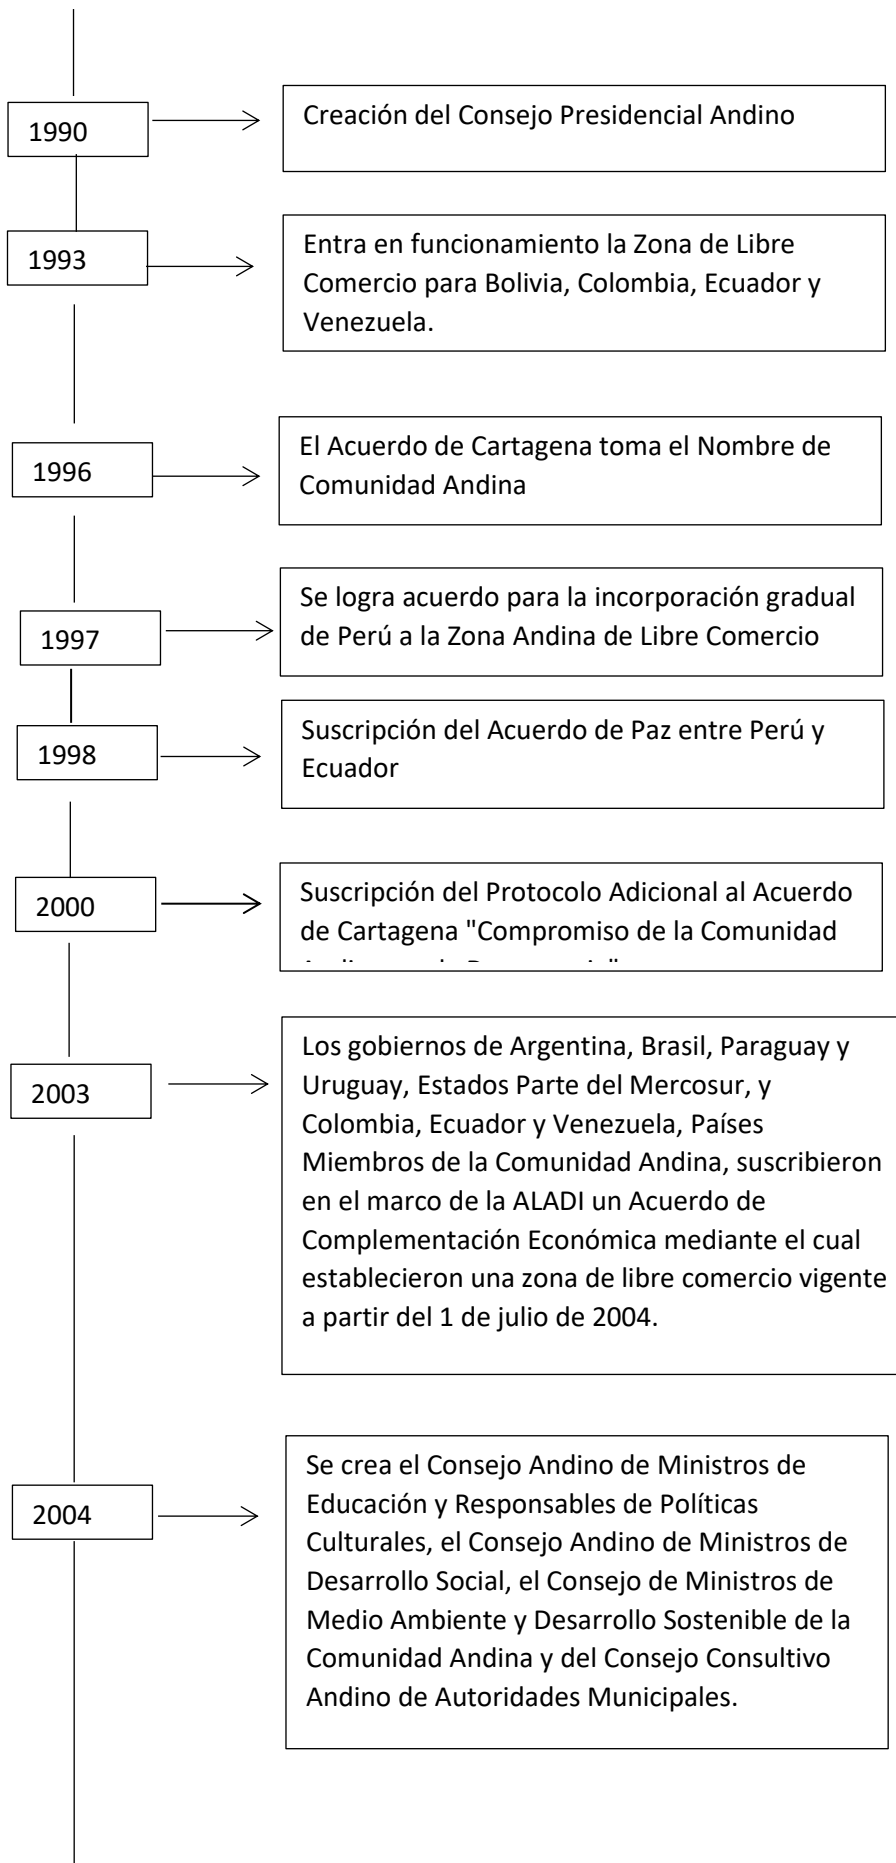 1990
Creación del Consejo Presidencial Andino
1993
Entra en funcionamiento la Zona de Libre
Comercio para Bolivia, Colombia, Ecuador y
Venezuela.
1996
El Acuerdo de Cartagena toma el Nombre de
Comunidad Andina
1997
Se logra acuerdo para la incorporación gradual
de Perú a la Zona Andina de Libre Comercio
1998
Suscripción del Acuerdo de Paz entre Perú y
Ecuador
2000
Suscripción del Protocolo Adicional al Acuerdo
de Cartagena "Compromiso de la Comunidad
2003
Los gobiernos de Argentina, Brasil, Paraguay y
Uruguay, Estados Parte del Mercosur, y
Colombia, Ecuador y Venezuela, Países
Miembros de la Comunidad Andina, suscribieron
en el marco de la ALADI un Acuerdo de
Complementación Económica mediante el cual
establecieron una zona de libre comercio vigente
a partir del 1 de julio de 2004.
2004
Se crea el Consejo Andino de Ministros de
Educación y Responsables de Políticas
Culturales, el Consejo Andino de Ministros de
Desarrollo Social, el Consejo de Ministros de
Medio Ambiente y Desarrollo Sostenible de la
Comunidad Andina y del Consejo Consultivo
Andino de Autoridades Municipales.